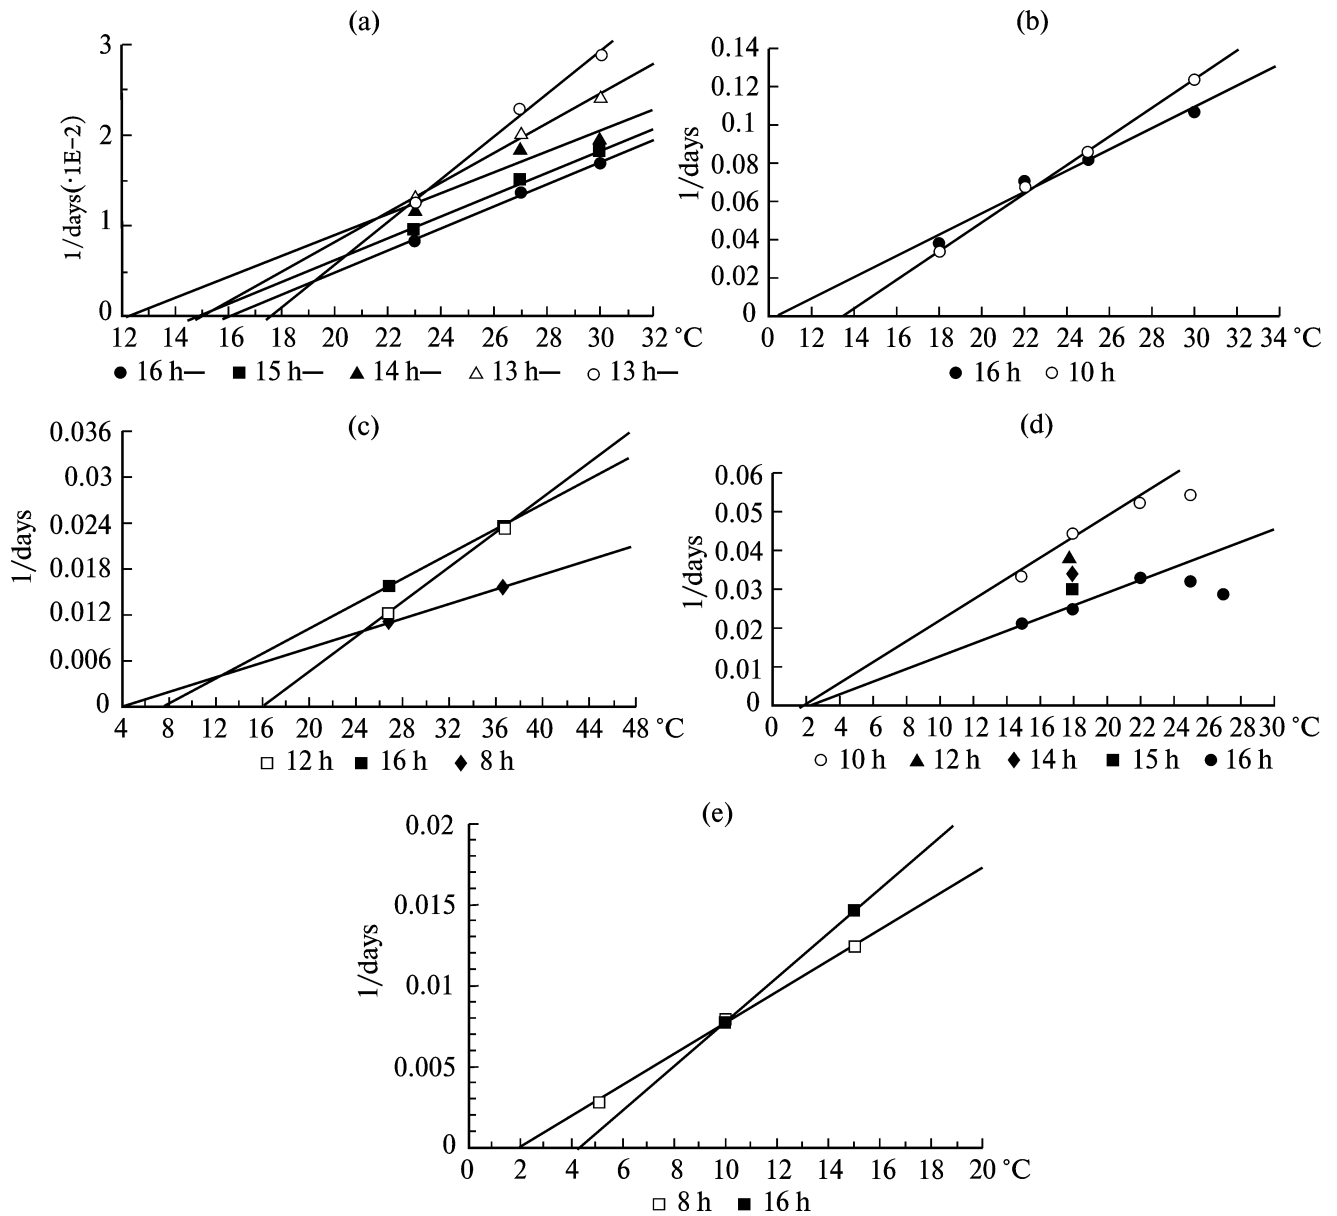 (a)
3
2
1
0
1/days(·1E−2)
12 14 16 18 20 22 24 26 28 30 32 °C
16 h— 15 h— 14 h— 13 h— 13 h—
(b)
0.14
0.12
0.1
0.08
0.06
0.04
0.02
0
1/days
10 12 14 16 18 20 22 24 26 28 30 32 34 °C
16 h 10 h
(c)
0.036
0.03
0.024
0.018
0.012
0.006
0
1/days
4 8 12 16 20 24 28 32 36 40 44 48 °C
12 h 16 h 8 h
(d)
0.06
0.05
0.04
0.03
0.02
0.01
0
1/days
0 2 4 6 8 10 12 14 16 18 20 22 24 26 28 30 °C
10 h 12 h 14 h 15 h 16 h
(e)
0.02
0.015
0.01
0.005
0
1/days
0 2 4 6 8 10 12 14 16 18 20 °C
8 h 16 h